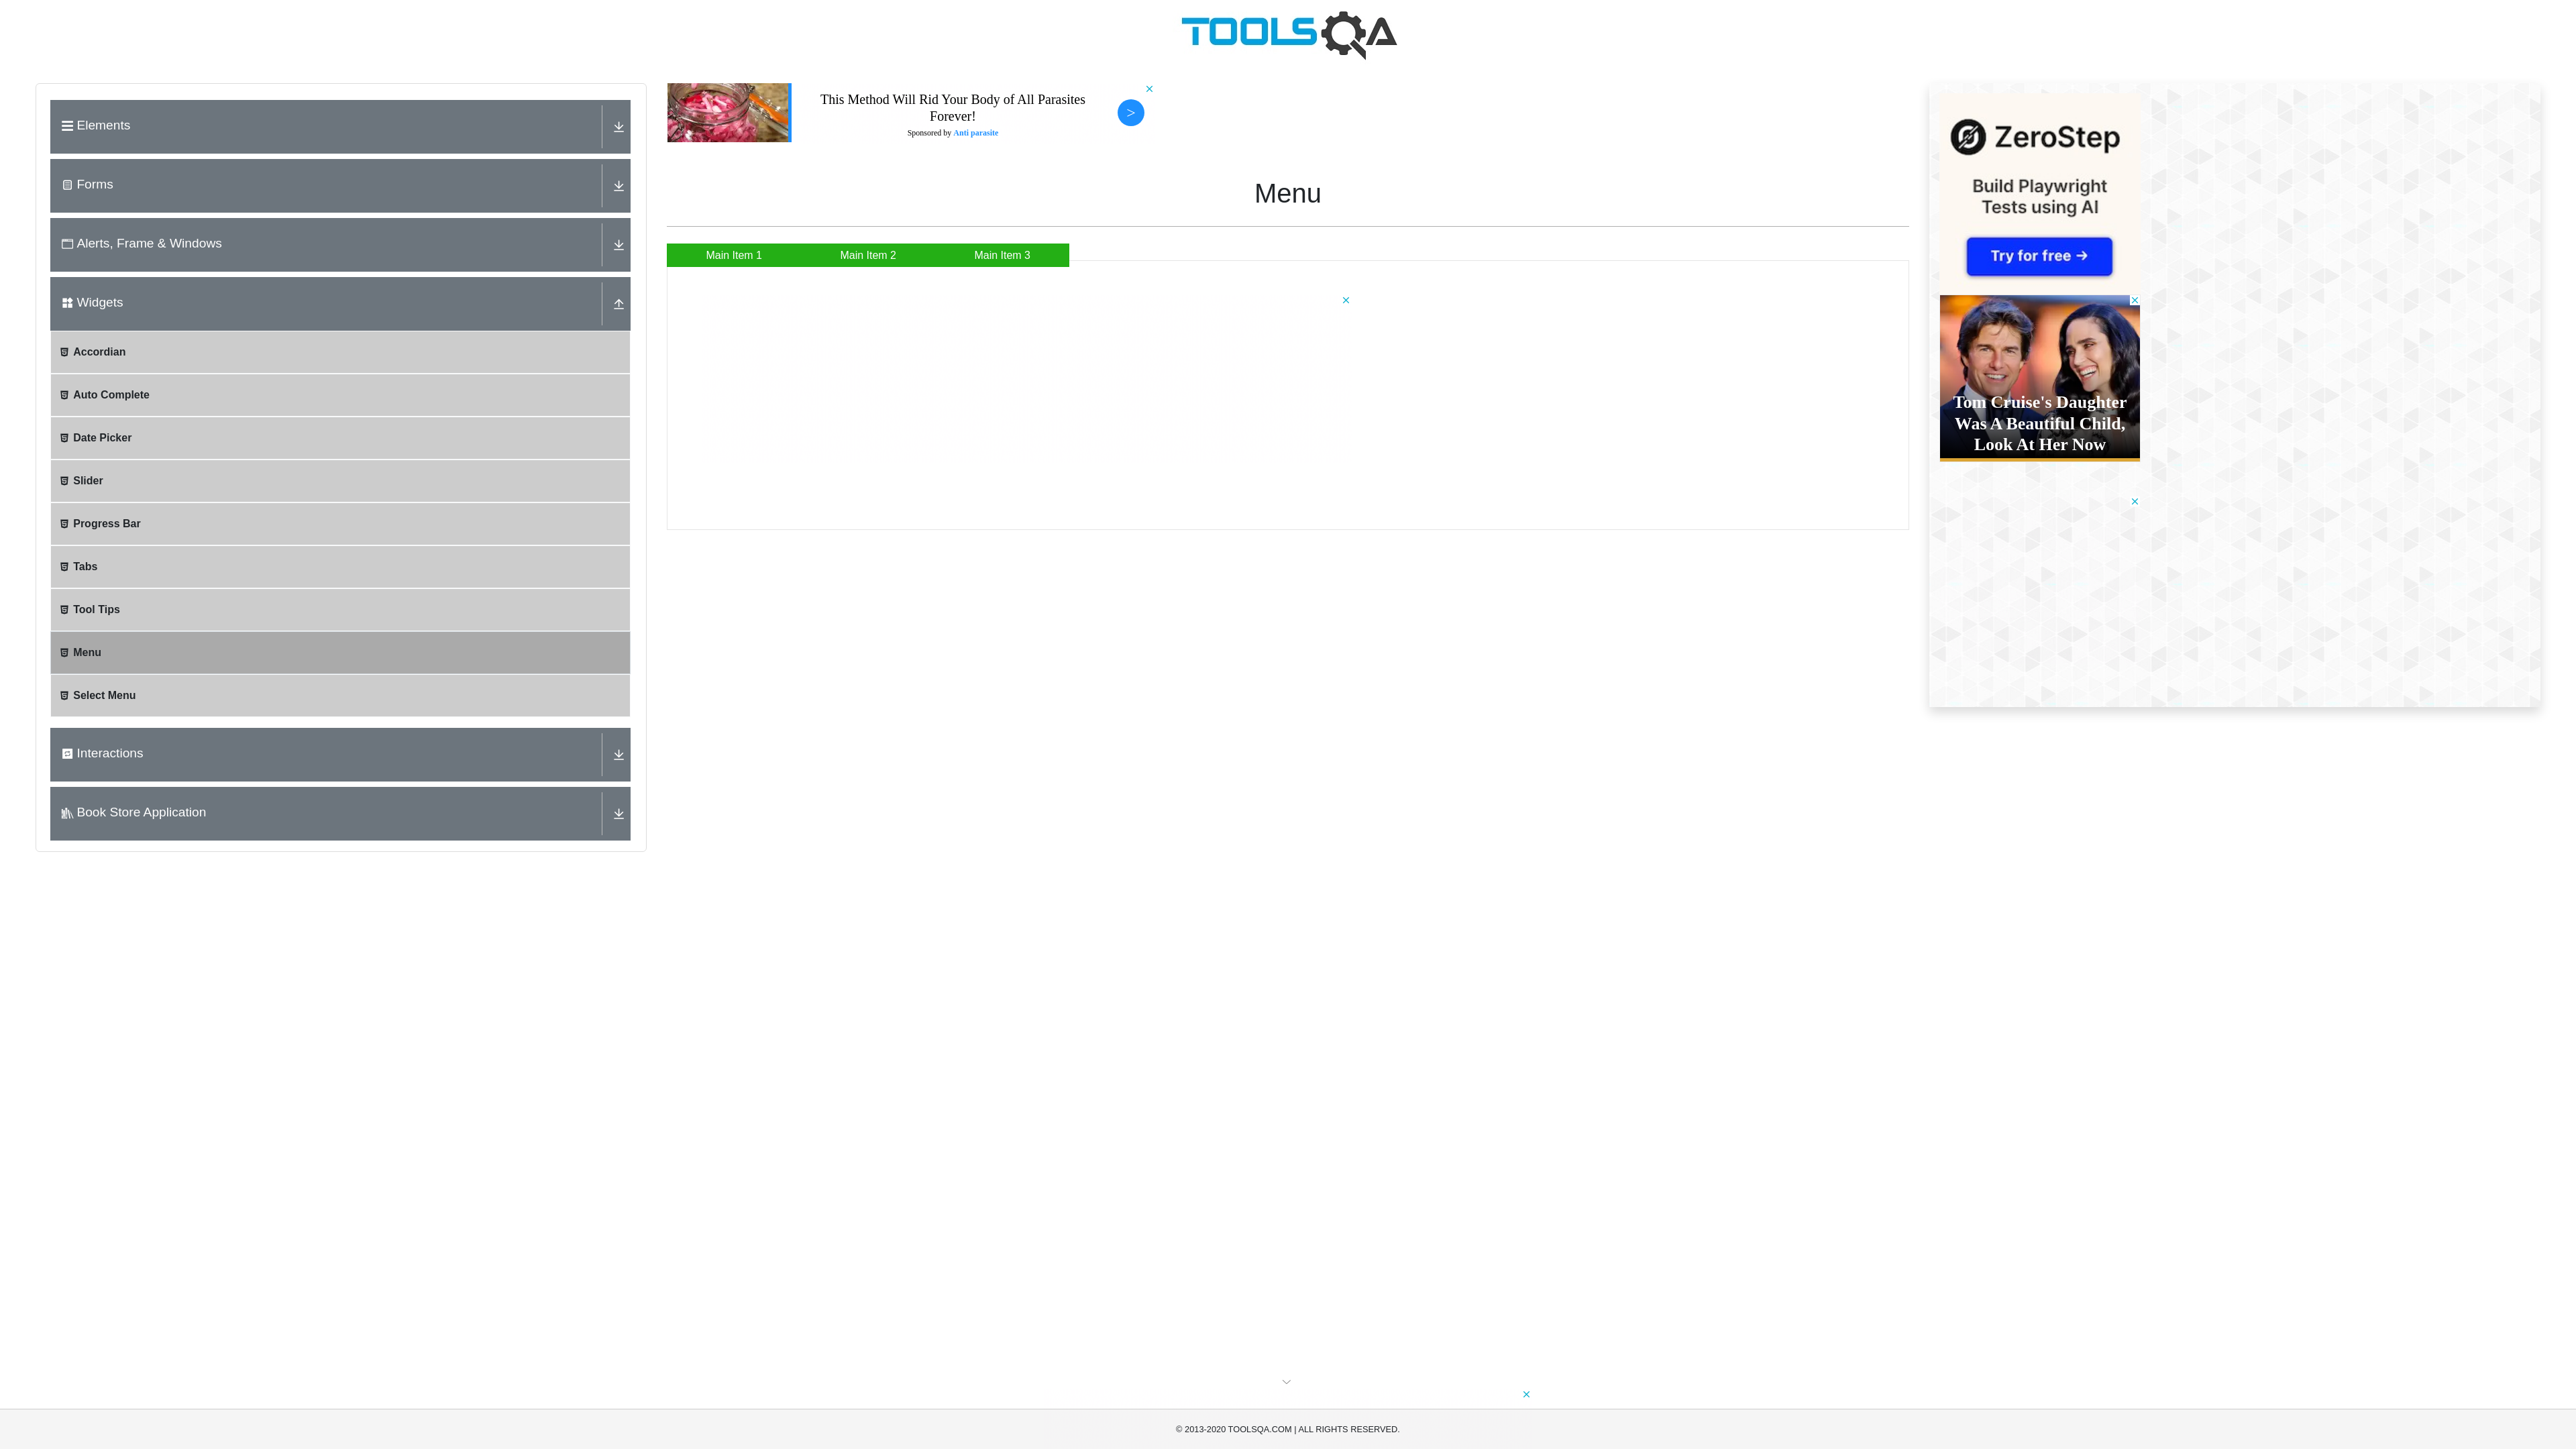 TOOLSQA
Elements
Forms
Alerts, Frame & Windows
Widgets
Accordian
Auto Complete
Date Picker
Slider
Progress Bar
Tabs
Tool Tips
Menu
Select Menu
Interactions
Book Store Application
This Method Will Rid Your Body of All Parasites
Forever!
Sponsored by Anti parasite
>
Menu
Main Item 1
Main Item 2
Main Item 3
ZeroStep
Build Playwright
Tests using AI
Try for free →
Tom Cruise's Daughter
Was A Beautiful Child,
Look At Her Now
© 2013-2020 TOOLSQA.COM | ALL RIGHTS RESERVED.